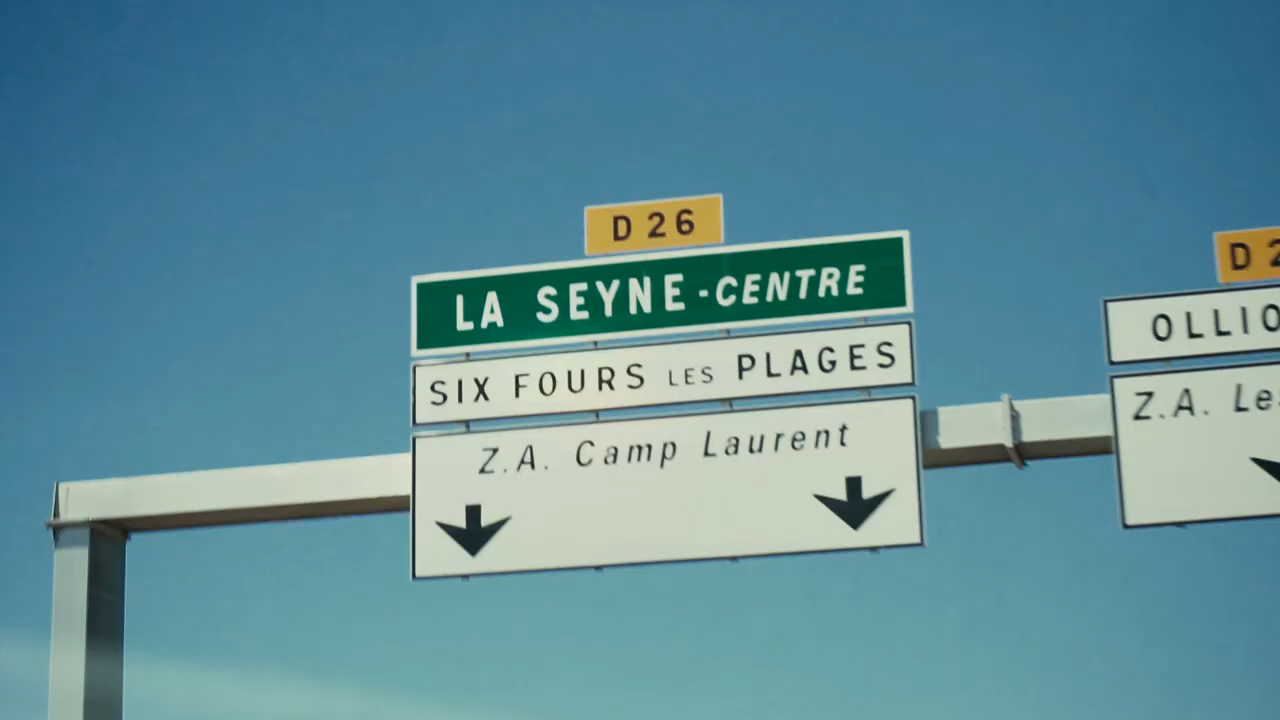 D 26
LA SEYNE-CENTRE
SIX FOURS LES PLAGES
Z.A. Camp Laurent
D
Z.A.